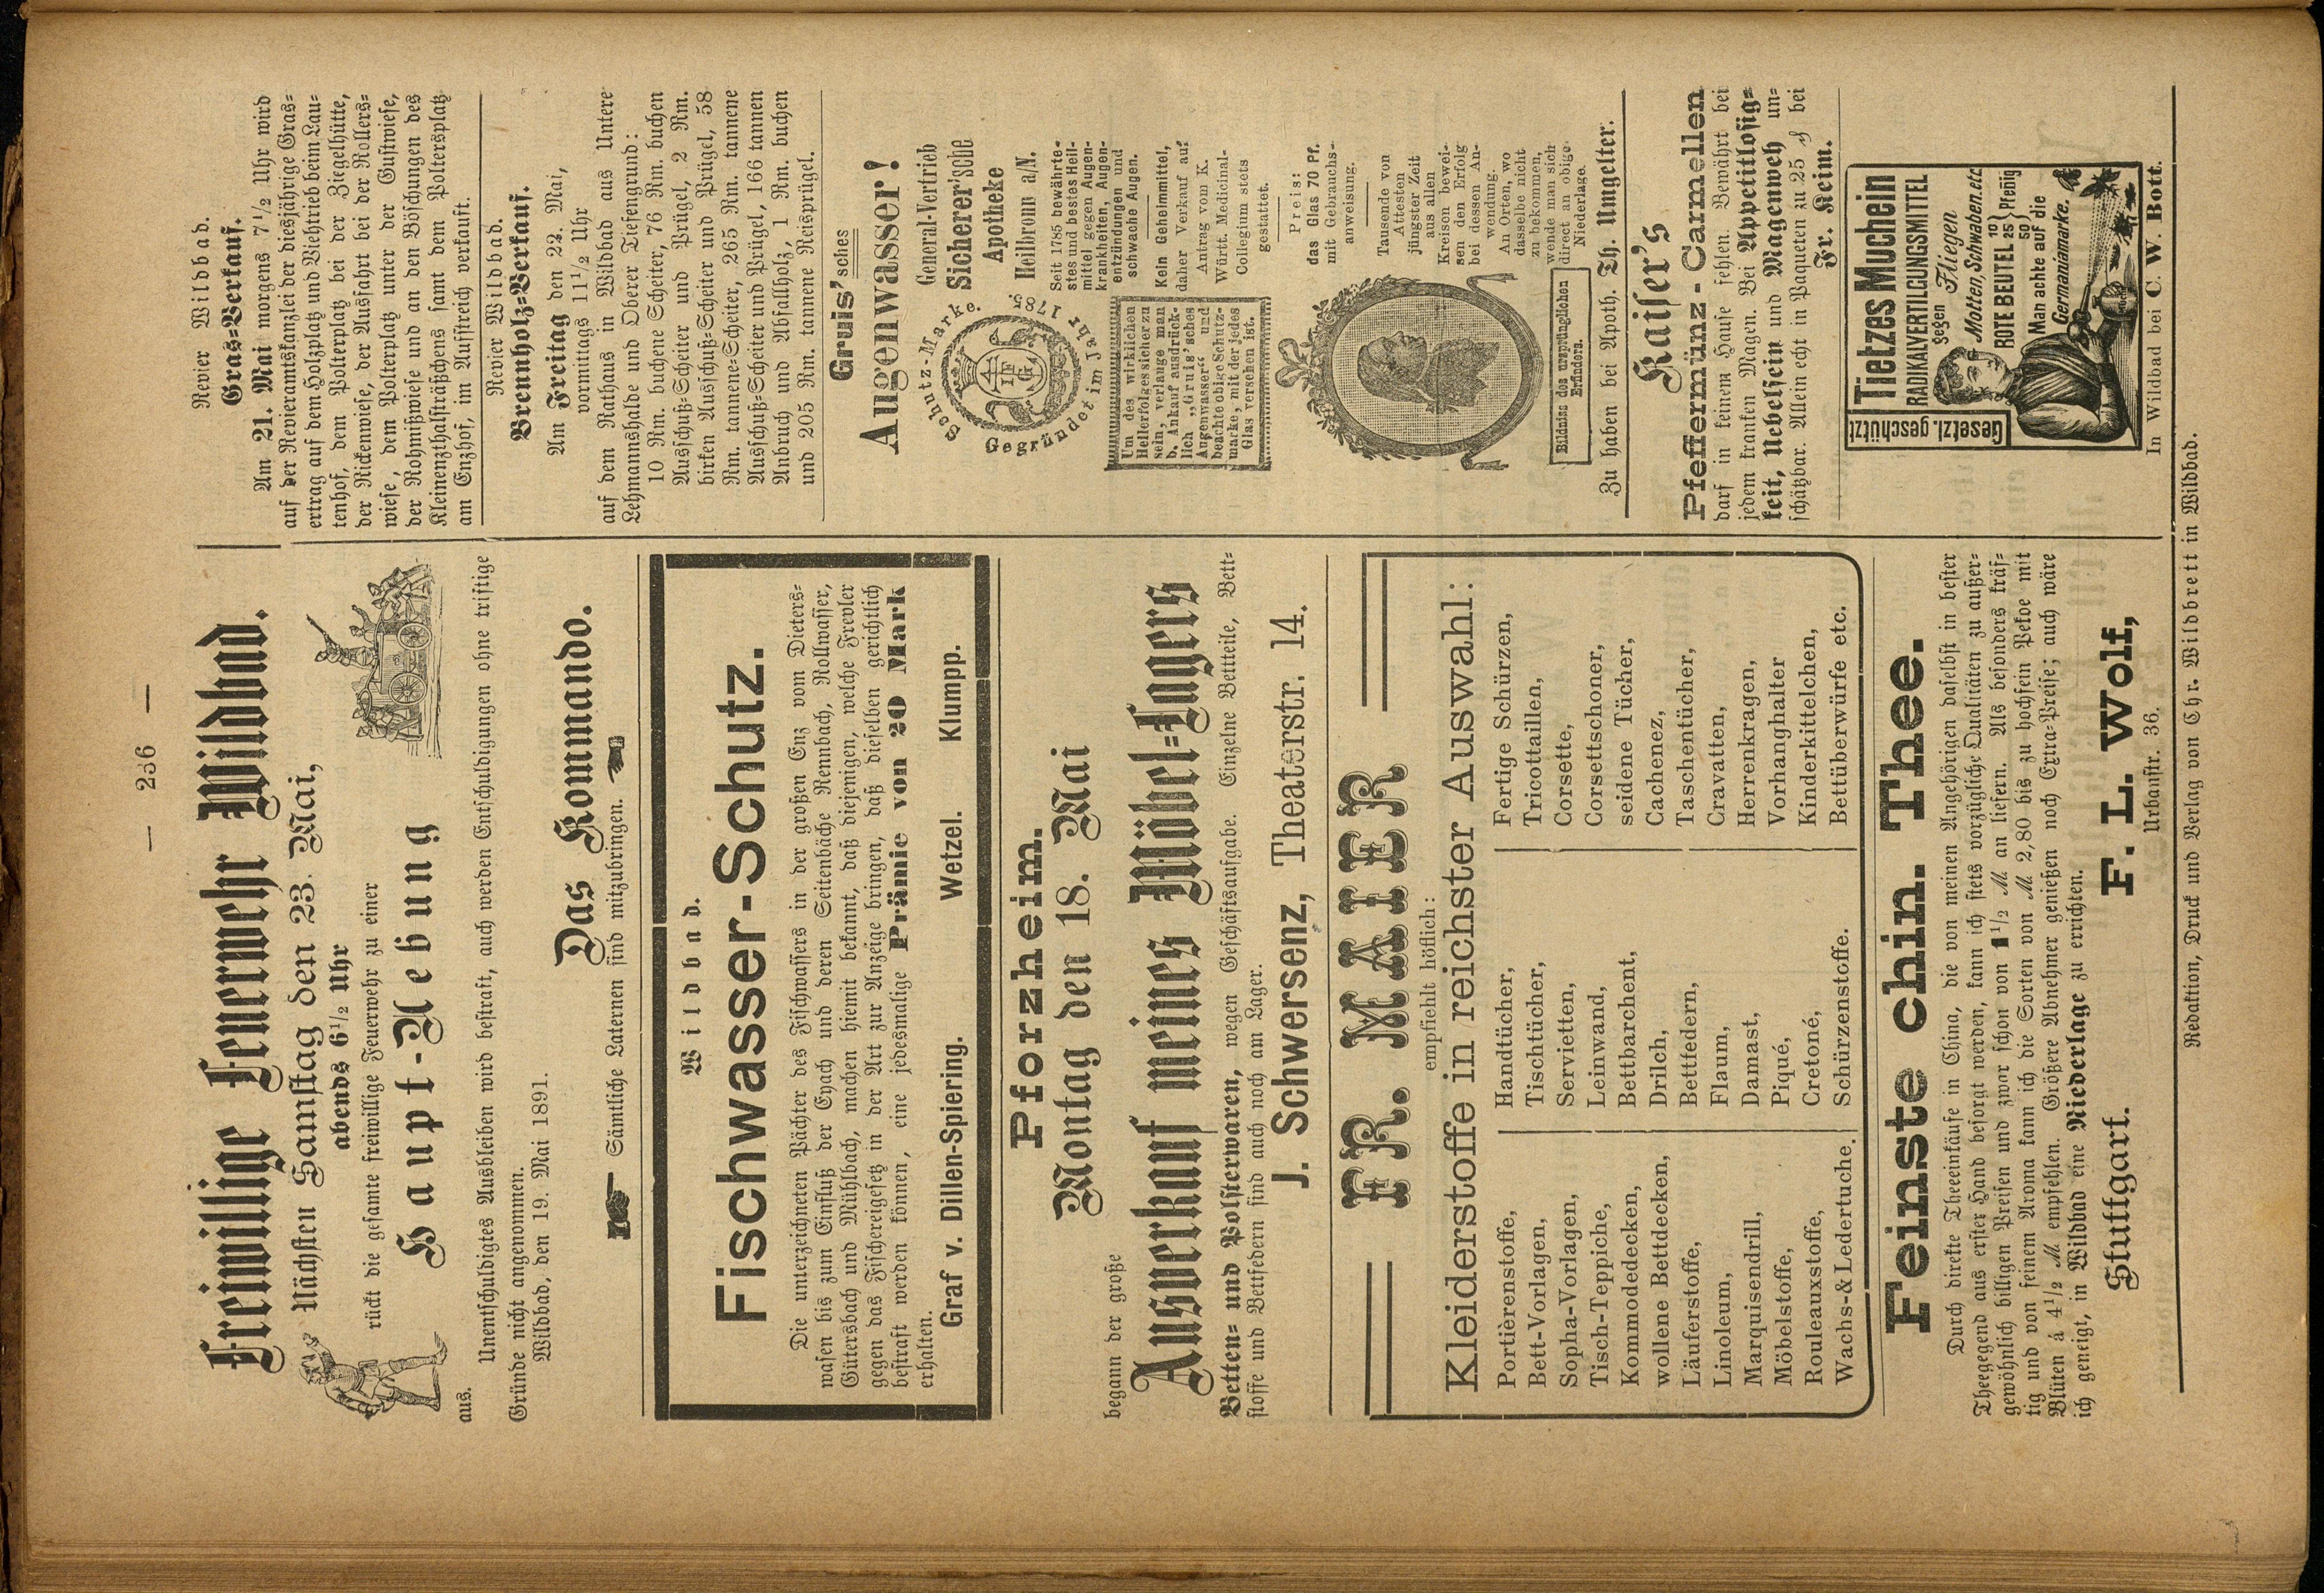 — 236 —
Freiwillige Feuerwehr Wildbad.
Nächsten Samstag den 23. Mai,
abends 6½ Uhr
rückt die gesamte freiwillige Feuerwehr zu einer
Haupt-Uebung
aus.
Unentschuldigtes Ausbleiben wird bestraft, auch werden Entschuldigungen ohne triftige
Gründe nicht angenommen.
Wildbad, den 19. Mai 1891.
Das Kommando.
Sämtliche Laternen sind mitzubringen.
Wildbad.
Fischwasser-Schutz.
Die unterzeichneten Pächter des Fischwassers in der großen Enz vom Dieters-
wasen bis zum Einfluß der Eyach und deren Seitenbäche Rennbach, Rollwasser,
Gütersbach und Mühlbach, machen hiemit bekannt, daß diejenigen, welche Frevler
gegen das Fischereigesetz in der Art zur Anzeige bringen, daß dieselben gerichtlich
bestraft werden können, eine jedesmalige Prämie von 20 Mark
erhalten.
Graf v. Dillen-Spiering. Wetzel. Klumpp.
Pforzheim.
Montag den 18. Mai
begann der große
Ausverkauf meines Möbel-Lagers
Betten- und Polsterwaren, wegen Geschäftsaufgabe. Einzelne Bettteile, Bett-
stoffe und Bettfedern sind auch noch am Lager.
J. Schwersenz, Theaterstr. 14.
FR. MAIER
empfiehlt höflich:
Kleiderstoffe in reichster Auswahl:
Portièrenstoffe,
Bett-Vorlagen,
Sopha-Vorlagen,
Tisch-Teppiche,
Kommodedecken,
wollene Bettdecken,
Läuferstoffe,
Linoleum,
Marquisendrill,
Möbelstoffe,
Rouleauxstoffe,
Wachs-& Ledertuche.
Handtücher,
Tischtücher,
Servietten,
Leinwand,
Bettbarchent,
Drilch,
Bettfedern,
Flaum,
Damast,
Piqué,
Cretoné,
Schürzenstoffe.
Fertige Schürzen,
Tricottaillen,
Corsette,
Corsettschoner,
seidene Tücher,
Cachenez,
Taschentücher,
Cravatten,
Herrenkragen,
Vorhanghalter
Kinderkittelchen,
Bettüberwürfe etc.
Feinste chin. Thee.
Durch direkte Theeeinkäufe in China, die von meinen Angehörigen daselbst in bester
Theegegend aus erster Hand besorgt werden, kann ich stets vorzügliche Qualitäten zu außer-
gewöhnlich billigen Preisen und zwar schon von 1½ M. an liefern. Als besonders kräf-
tig und von feinem Aroma kann ich die Sorten von M. 2,80 bis zu hochfein Pekoe mit
Blüten à 4½ M. empfehlen. Größere Abnehmer genießen noch Extra-Preise; auch wäre
ich geneigt, in Wildbad eine Niederlage zu errichten.
Stuttgart. F. L. Wolf,
Urbanstr. 36.
Revier Wildbad.
Gras-Verkauf.
Am 21. Mai morgens 7½ Uhr wird
auf der Revieramtskanzlei der diesjährige Gras-
ertrag auf dem Holzplatz und Viehtrieb beim Lau-
tenhof, dem Polterplatz bei der Ziegelhütte,
der Rickenwiese, der Ausfahrt bei der Rollers-
wiese, dem Polterplatz unter der Gustwiese,
der Rohmißwiese und an den Böschungen des
Kleinenzthalsträßchens samt dem Poltersplatz
am Enzhof, im Aufstreich verkauft.
Revier Wildbad.
Brennholz-Verkauf.
Am Freitag den 22. Mai,
vormittags 11½ Uhr
auf dem Rathaus in Wildbad aus Untere
Lehmannshalde und Oberer Tiefengrund:
10 Rm. buchene Scheiter, 76 Rm. buchen
Ausschuß-Scheiter und Prügel, 2 Rm.
birken Ausschuß-Scheiter und Prügel, 58
Rm. tannene-Scheiter, 265 Rm. tannene
Ausschuß-Scheiter und Prügel, 166 tannen
Anbruch und Abfallholz, 1 Rm. buchen
und 205 Rm. tannene Reisprügel.
Gruis'sches
Augenwasser!
Schutz-Marke.
Gegründet im Jahr 1785
General-Vertrieb
Sicherer'sche
Apotheke
Heilbronn a/N.
Seit 1785 bewährte-
stes und bestes Heil-
mittel gegen Augen-
krankheiten, Augen-
entzündungen und
schwache Augen.
Kein Geheimmittel,
daher Verkauf auf
Antrag vom K.
Württ. Medicinal-
Collegium stets
gestattet.
Um des wirklichen
Heilerfolges sicher zu
sein, verlange man
b. Ankauf ausdrück-
lich „Gruis'sches
Augenwasser“ und
beachte obige Schutz-
marke, mit der jedes
Glas versehen ist.
Preis:
das Glas 70 Pf.
mit Gebrauchs-
anweisung.
Tausende von
Attesten
jüngster Zeit
aus allen
Kreisen bewei-
sen den Erfolg
bei dessen An-
wendung.
An Orten, wo
dasselbe nicht
zu bekommen,
wende man sich
direct an obige
Niederlage.
Bildniss des ursprünglichen
Erfinders.
Zu haben bei Apoth. Th. Umgelter.
Kaiser's
Pfeffermünz-Carmellen
darf in keinem Hause fehlen. Bewährt bei
jedem kranken Magen. Bei Appetitlosig-
keit, Uebelsein und Magenweh un-
schätzbar. Allein echt in Paqueten zu 25 ₰ bei
Fr. Keim.
Gesetzl. geschützt
Tietzes Muchein
RADIKALVERTILGUNGSMITTEL
gegen Fliegen
Motten, Schwaben. etc
ROTE BEUTEL 10 25 50 Pfenig
Man achte auf die
Germaniamarke.
In Wildbad bei C. W. Bott.
Redaktion, Druck und Verlag von Chr. Wildbrett in Wildbad.